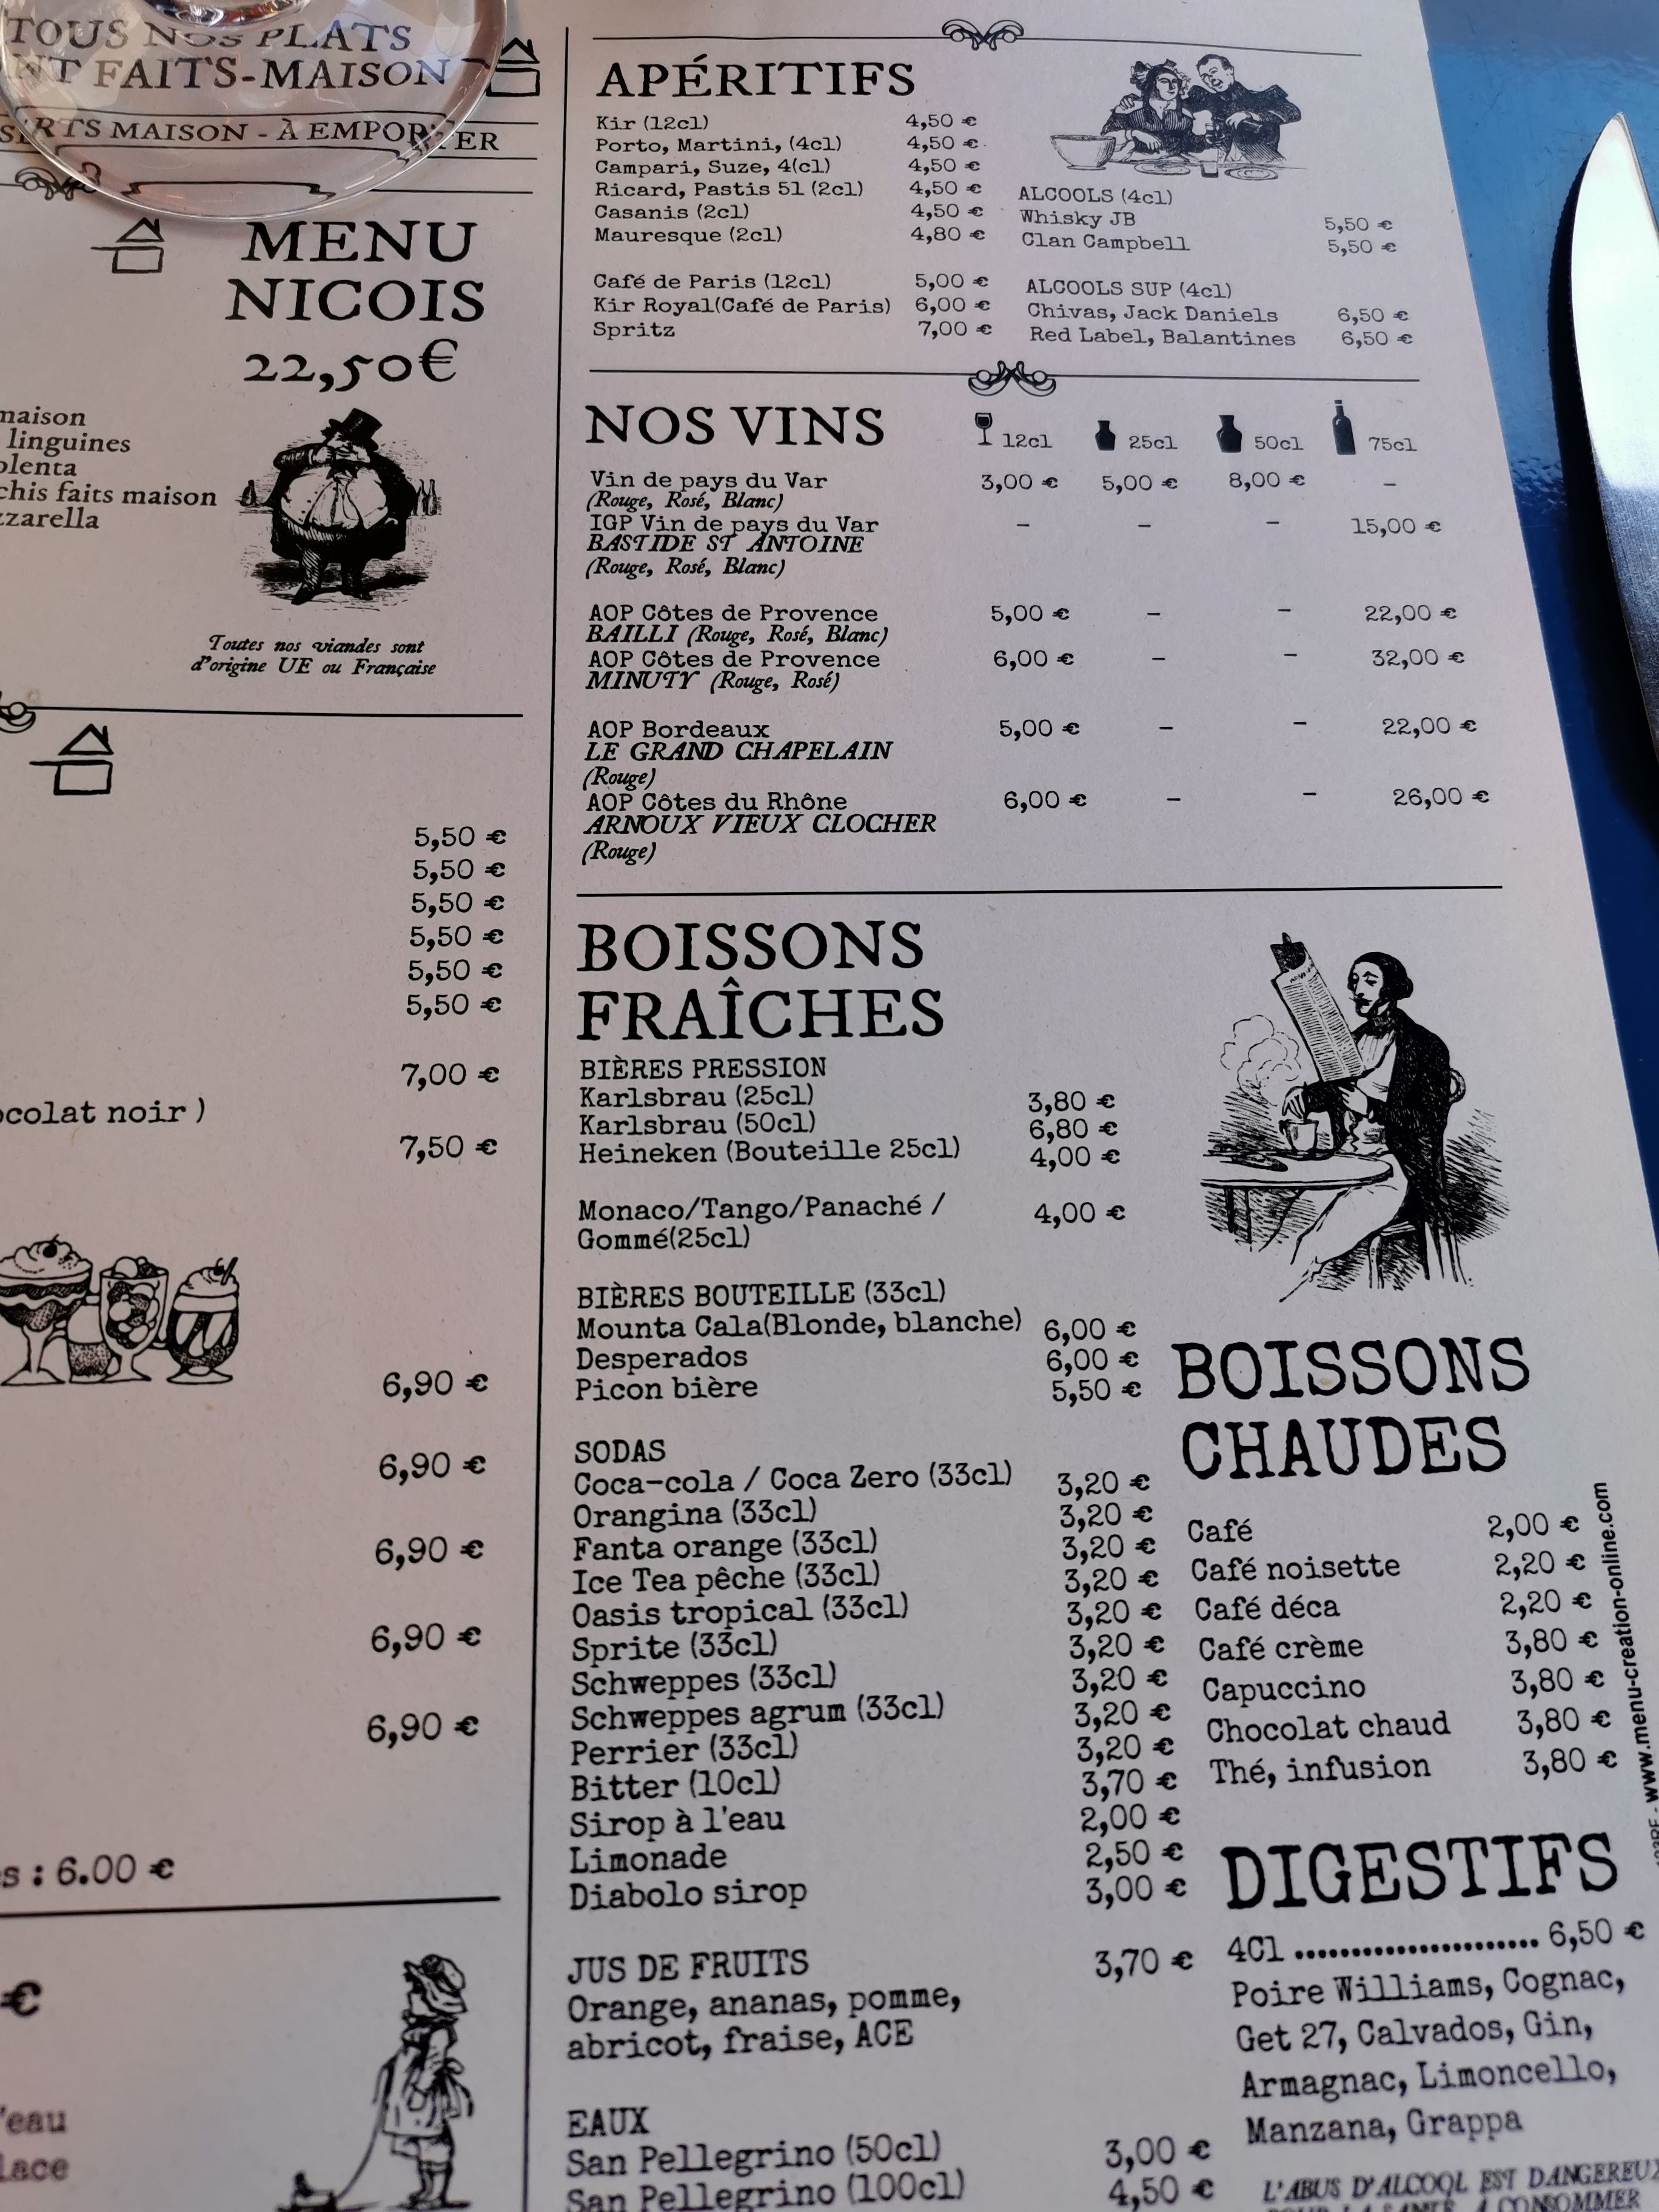 TOUS NOS PLATS
NT FAITS-MAISON
MAISON - À EMPORTER
MENU
NICOIS
22,50€
maison
linguines
olenta
chis faits maison
zzarella
Toutes nos viandes sont
d'origine UE ou Française
5,50 €
5,50 €
5,50 €
5,50 €
5,50 €
5,50 €
7,00 €
ocolat noir )
7,50 €
6,90 €
6,90 €
6,90 €
6,90 €
6,90 €
s : 6.00 €
€
'eau
lace
APÉRITIFS
Kir (12cl) 4,50 €
Porto, Martini, (4cl) 4,50 €
Campari, Suze, 4(cl) 4,50 €
Ricard, Pastis 51 (2cl) 4,50 €
Casanis (2cl) 4,50 €
Mauresque (2cl) 4,80 €
Café de Paris (12cl) 5,00 €
Kir Royal(Café de Paris) 6,00 €
Spritz 7,00 €
ALCOOLS (4cl)
Whisky JB 5,50 €
Clan Campbell 5,50 €
ALCOOLS SUP (4cl)
Chivas, Jack Daniels 6,50 €
Red Label, Balantines 6,50 €
NOS VINS 12cl 25cl 50cl 75cl
Vin de pays du Var 3,00 € 5,00 € 8,00 € -
(Rouge, Rosé, Blanc)
IGP Vin de pays du Var - - - 15,00 €
BASTIDE ST ANTOINE
(Rouge, Rosé, Blanc)
AOP Côtes de Provence 5,00 € - - 22,00 €
BAILLI (Rouge, Rosé, Blanc)
AOP Côtes de Provence 6,00 € - - 32,00 €
MINUTY (Rouge, Rosé)
AOP Bordeaux 5,00 € - - 22,00 €
LE GRAND CHAPELAIN
(Rouge)
AOP Côtes du Rhône 6,00 € - - 26,00 €
ARNOUX VIEUX CLOCHER
(Rouge)
BOISSONS
FRAÎCHES
BIÈRES PRESSION
Karlsbrau (25cl) 3,80 €
Karlsbrau (50cl) 6,80 €
Heineken (Bouteille 25cl) 4,00 €
Monaco/Tango/Panaché / 4,00 €
Gommé(25cl)
BIÈRES BOUTEILLE (33cl)
Mounta Cala(Blonde, blanche) 6,00 €
Desperados 6,00 €
Picon bière 5,50 €
SODAS
Coca-cola / Coca Zero (33cl) 3,20 €
Orangina (33cl) 3,20 €
Fanta orange (33cl) 3,20 €
Ice Tea pêche (33cl) 3,20 €
Oasis tropical (33cl) 3,20 €
Sprite (33cl) 3,20 €
Schweppes (33cl) 3,20 €
Schweppes agrum (33cl) 3,20 €
Perrier (33cl) 3,20 €
Bitter (10cl) 3,70 €
Sirop à l'eau 2,00 €
Limonade 2,50 €
Diabolo sirop 3,00 €
JUS DE FRUITS 3,70 €
Orange, ananas, pomme,
abricot, fraise, ACE
EAUX
San Pellegrino (50cl) 3,00 €
San Pellegrino (100cl) 4,50 €
BOISSONS
CHAUDES
Café 2,00 €
Café noisette 2,20 €
Café déca 2,20 €
Café crème 3,80 €
Capuccino 3,80 €
Chocolat chaud 3,80 €
Thé, infusion 3,80 €
DIGESTIFS
4Cl ...................... 6,50 €
Poire Williams, Cognac,
Get 27, Calvados, Gin,
Armagnac, Limoncello,
Manzana, Grappa
L'ABUS D'ALCOOL EST DANGEREUX
POUR LA SANTE, A CONSOMMER
- www.menu-creation-online.com